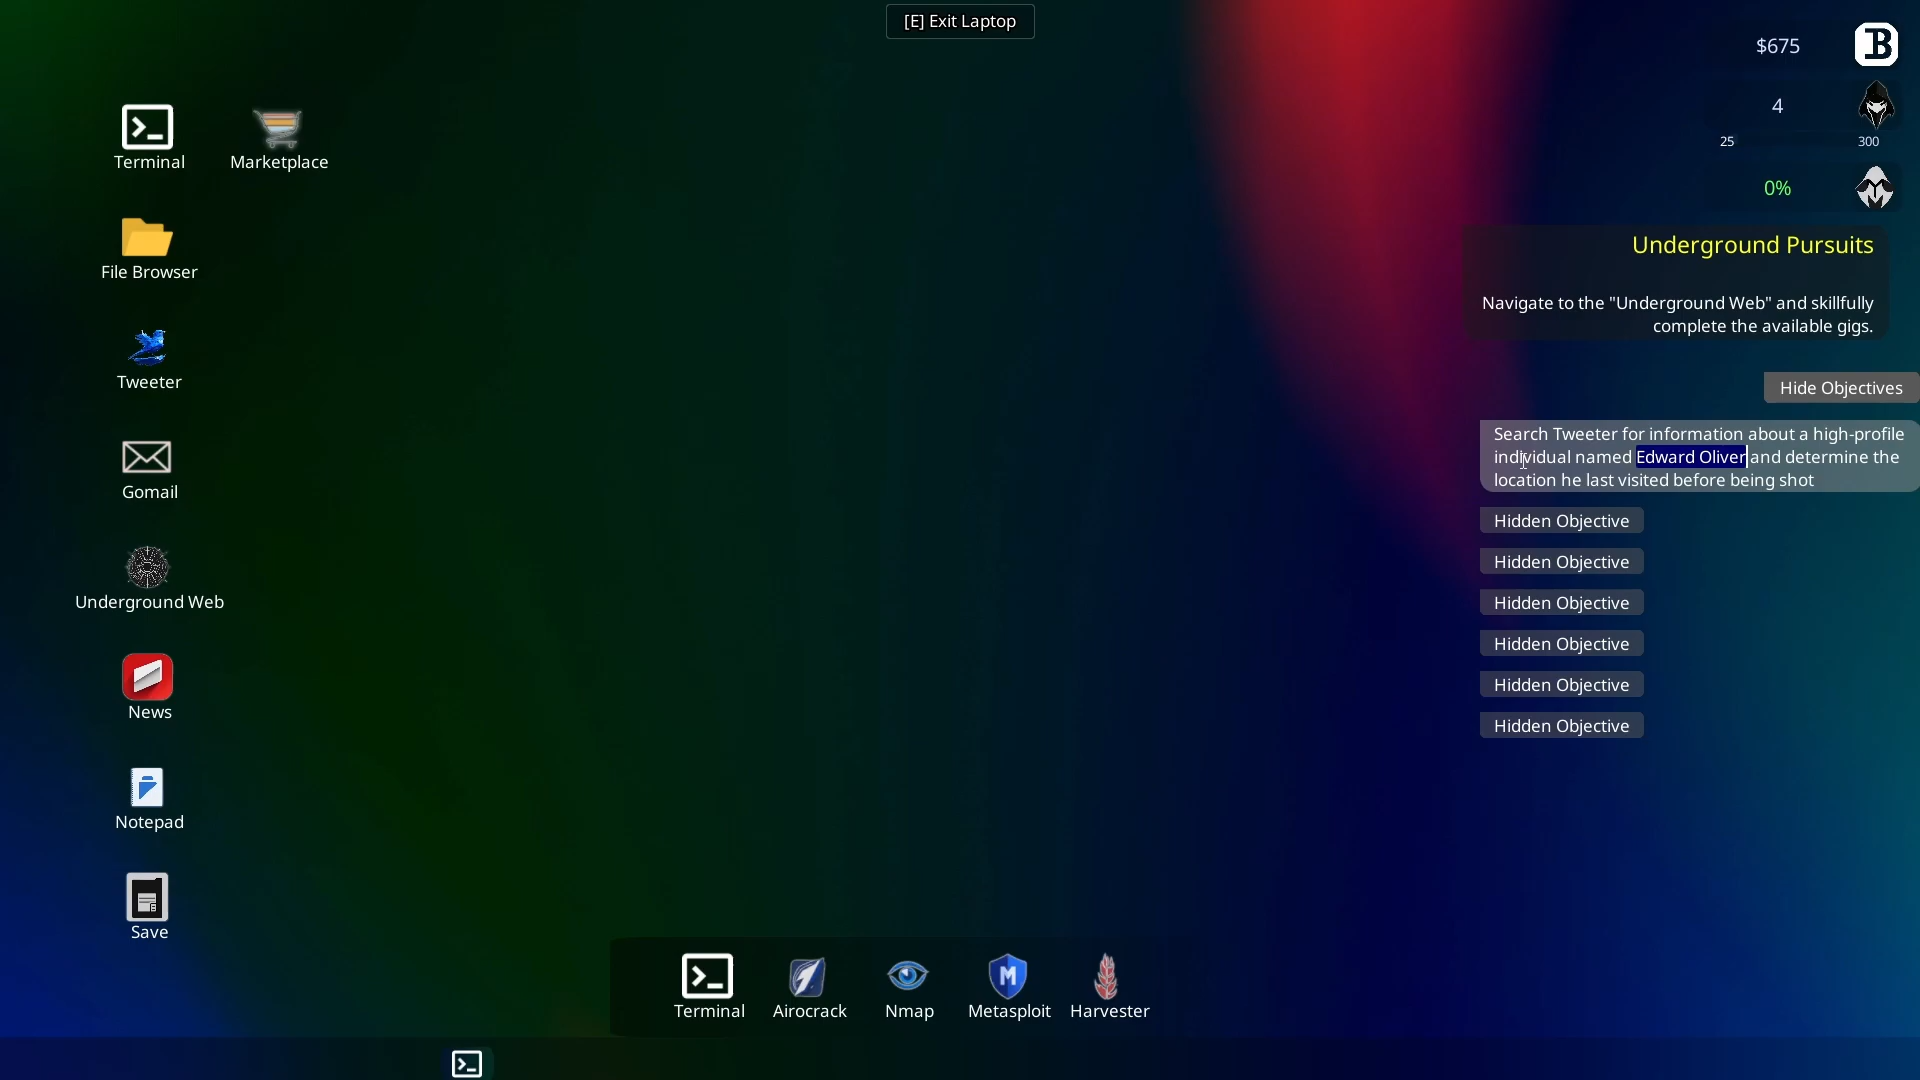 [E] Exit Laptop
$675
4
25 300
0%
Terminal
Marketplace
File Browser
Tweeter
Gomail
Underground Web
News
Notepad
Save
Underground Pursuits
Navigate to the "Underground Web" and skillfully
complete the available gigs.
Hide Objectives
Search Tweeter for information about a high-profile
individual named Edward Oliver and determine the
location he last visited before being shot
Hidden Objective
Hidden Objective
Hidden Objective
Hidden Objective
Hidden Objective
Hidden Objective
Terminal
Airocrack
Nmap
Metasploit
Harvester